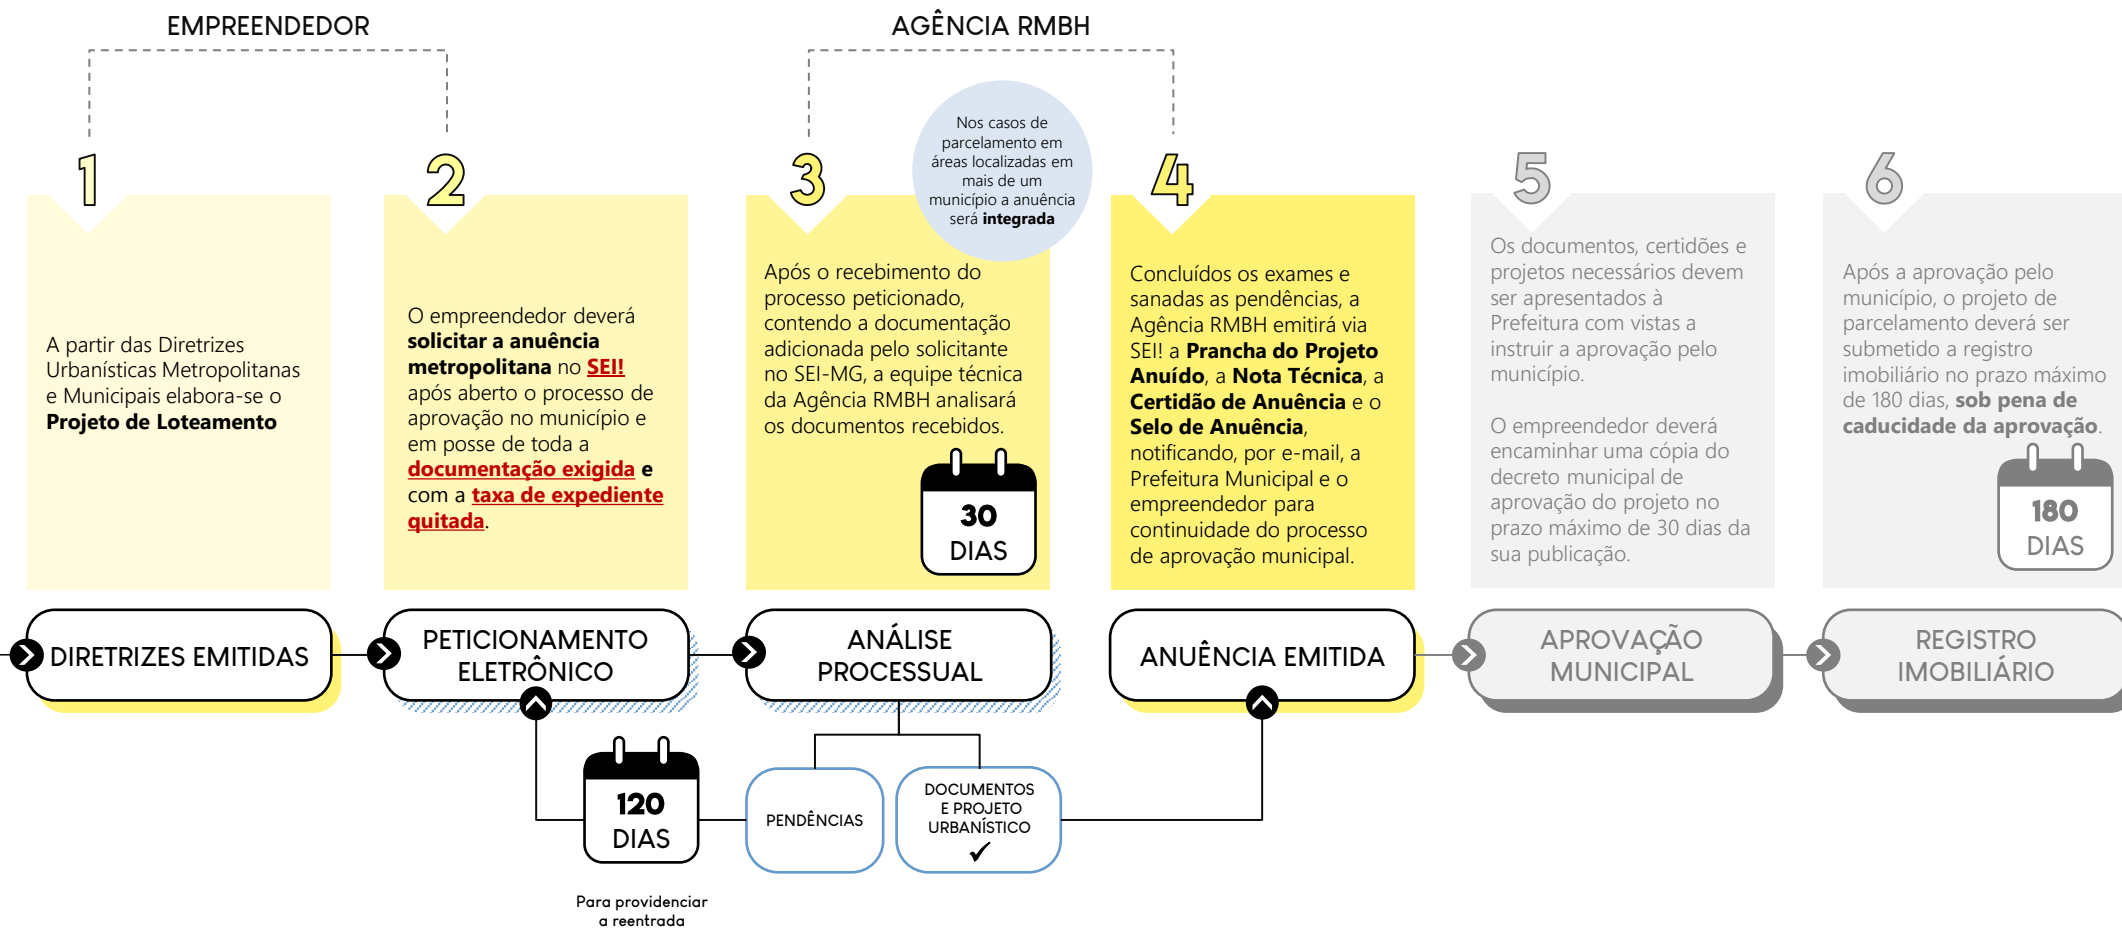 EMPREENDEDOR
AGÊNCIA RMBH
1
A partir das Diretrizes
Urbanísticas Metropolitanas
e Municipais elabora-se o
Projeto de Loteamento
2
O empreendedor deverá
solicitar a anuência
metropolitana no SEI!
após aberto o processo de
aprovação no município e
em posse de toda a
documentação exigida e
com a taxa de expediente
quitada.
3
Nos casos de
parcelamento em
áreas localizadas em
mais de um
município a anuência
será integrada
Após o recebimento do
processo peticionado,
contendo a documentação
adicionada pelo solicitante
no SEI-MG, a equipe técnica
da Agência RMBH analisará
os documentos recebidos.
30
DIAS
4
Concluídos os exames e
sanadas as pendências, a
Agência RMBH emitirá via
SEI! a Prancha do Projeto
Anuído, a Nota Técnica, a
Certidão de Anuência e o
Selo de Anuência,
notificando, por e-mail, a
Prefeitura Municipal e o
empreendedor para
continuidade do processo
de aprovação municipal.
5
Os documentos, certidões e
projetos necessários devem
ser apresentados à
Prefeitura com vistas a
instruir a aprovação pelo
município.
O empreendedor deverá
encaminhar uma cópia do
decreto municipal de
aprovação do projeto no
prazo máximo de 30 dias da
sua publicação.
6
Após a aprovação pelo
município, o projeto de
parcelamento deverá ser
submetido a registro
imobiliário no prazo máximo
de 180 dias, sob pena de
caducidade da aprovação.
180
DIAS
DIRETRIZES EMITIDAS
PETICIONAMENTO
ELETRÔNICO
ANÁLISE
PROCESSUAL
ANUÊNCIA EMITIDA
APROVAÇÃO
MUNICIPAL
REGISTRO
IMOBILIÁRIO
120
DIAS
Para providenciar
a reentrada
PENDÊNCIAS
DOCUMENTOS
E PROJETO
URBANÍSTICO
✓